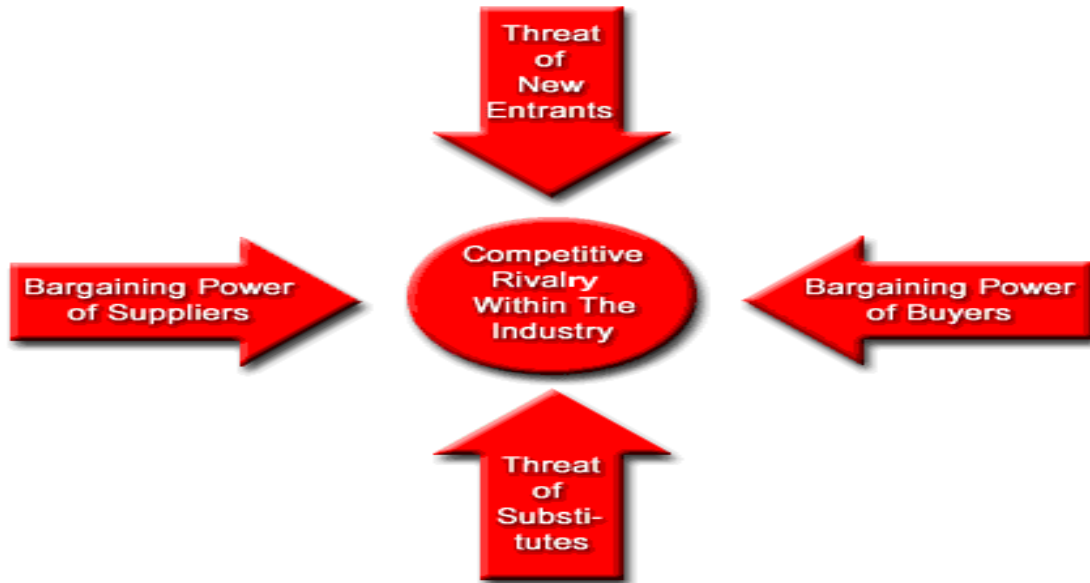 Threat
of
New
Entrants
Competitive
Rivalry
Within The
Industry
Bargaining Power
of Suppliers
Bargaining Power
of Buyers
Threat
of
Substi-
tutes